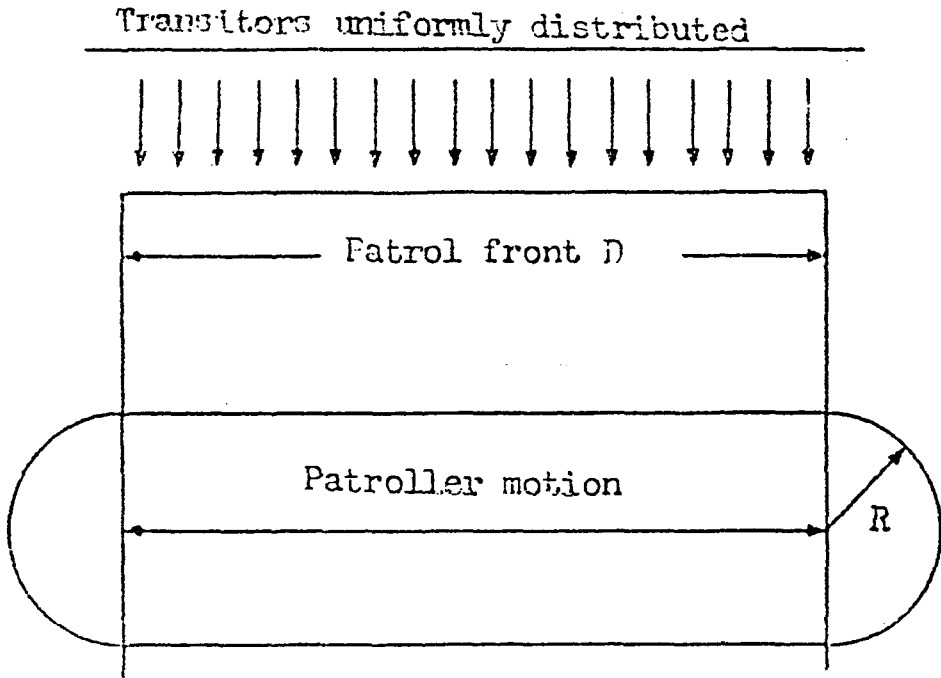 Transitors uniformly distributed
Patrol front D
Patroller motion
R